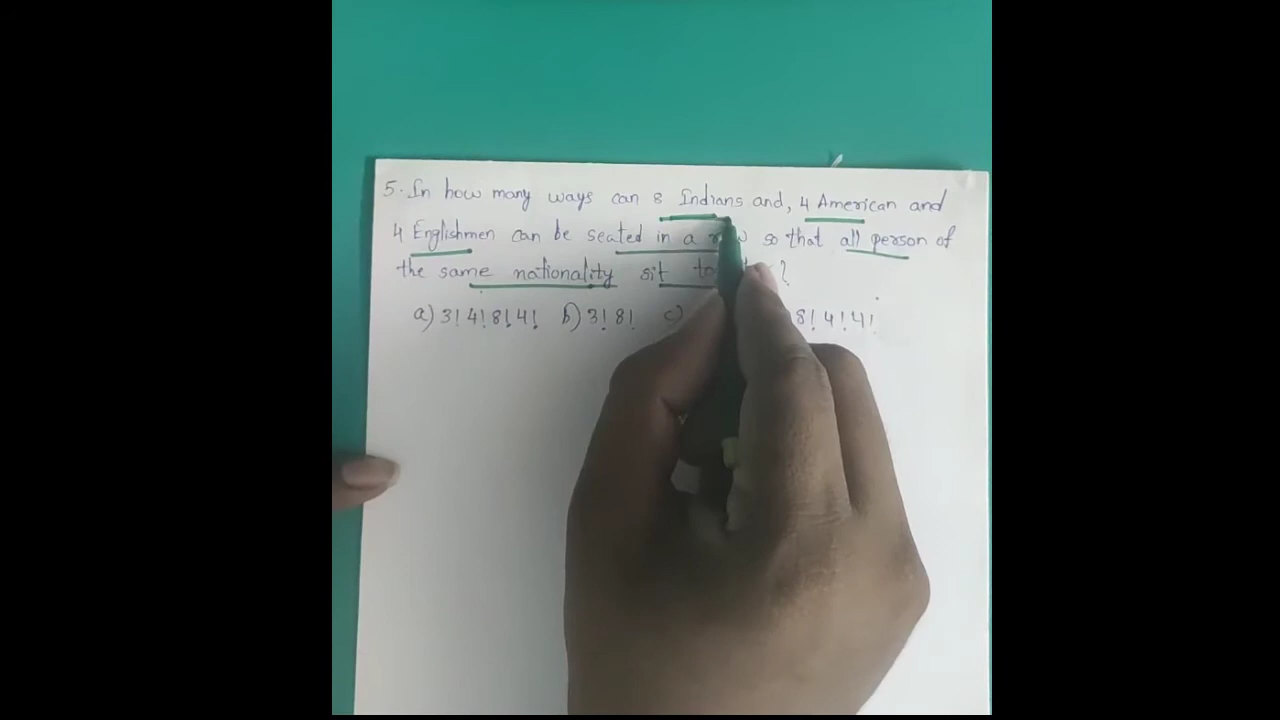 5. In how many ways can 8 Indians and, 4 American and
4 Englishmen can be seated in a so that all person of
the same nationality sit ?
a) 3! 4! 8! 4! b) 3! 8! c) 8! 4! 4!